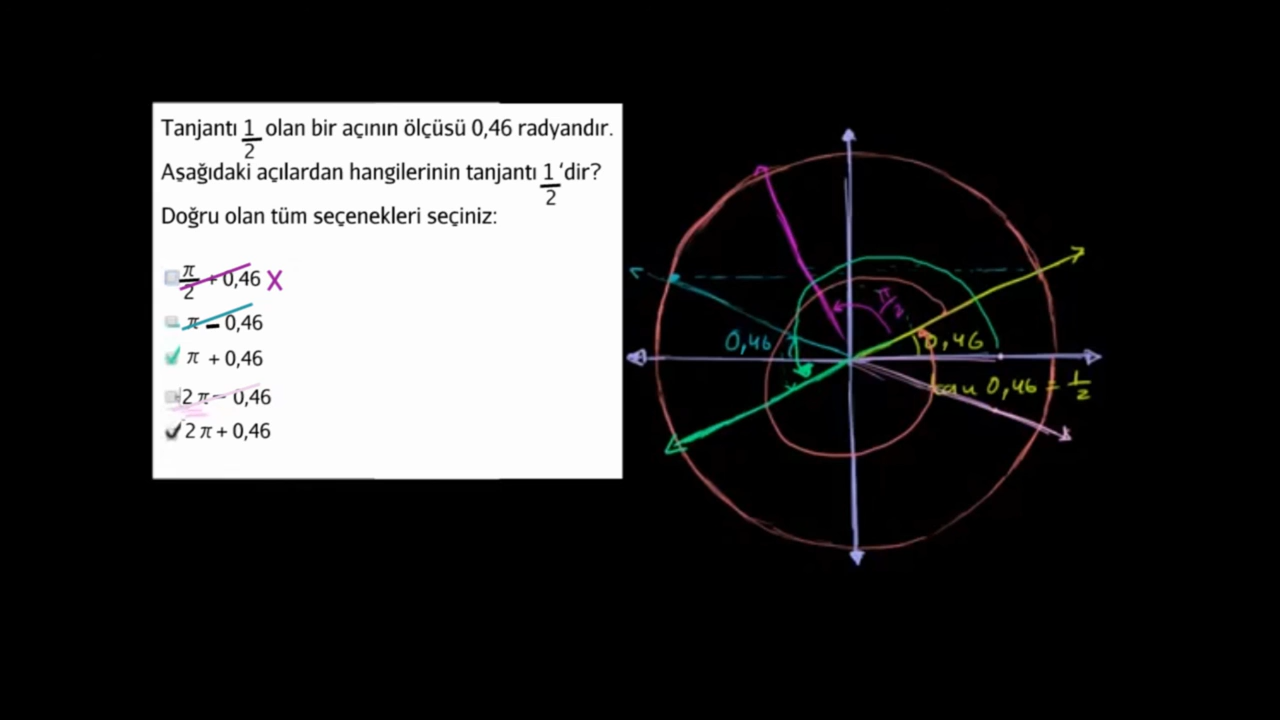 Tanjantı 1/2 olan bir açının ölçüsü 0,46 radyandır.
Aşağıdaki açılardan hangilerinin tanjantı 1/2 'dir?
Doğru olan tüm seçenekleri seçiniz:
π/2 + 0,46 X
π - 0,46
π + 0,46
2 π - 0,46
2 π + 0,46
π/2
0,46
0,46
tan 0,46 = 1/2